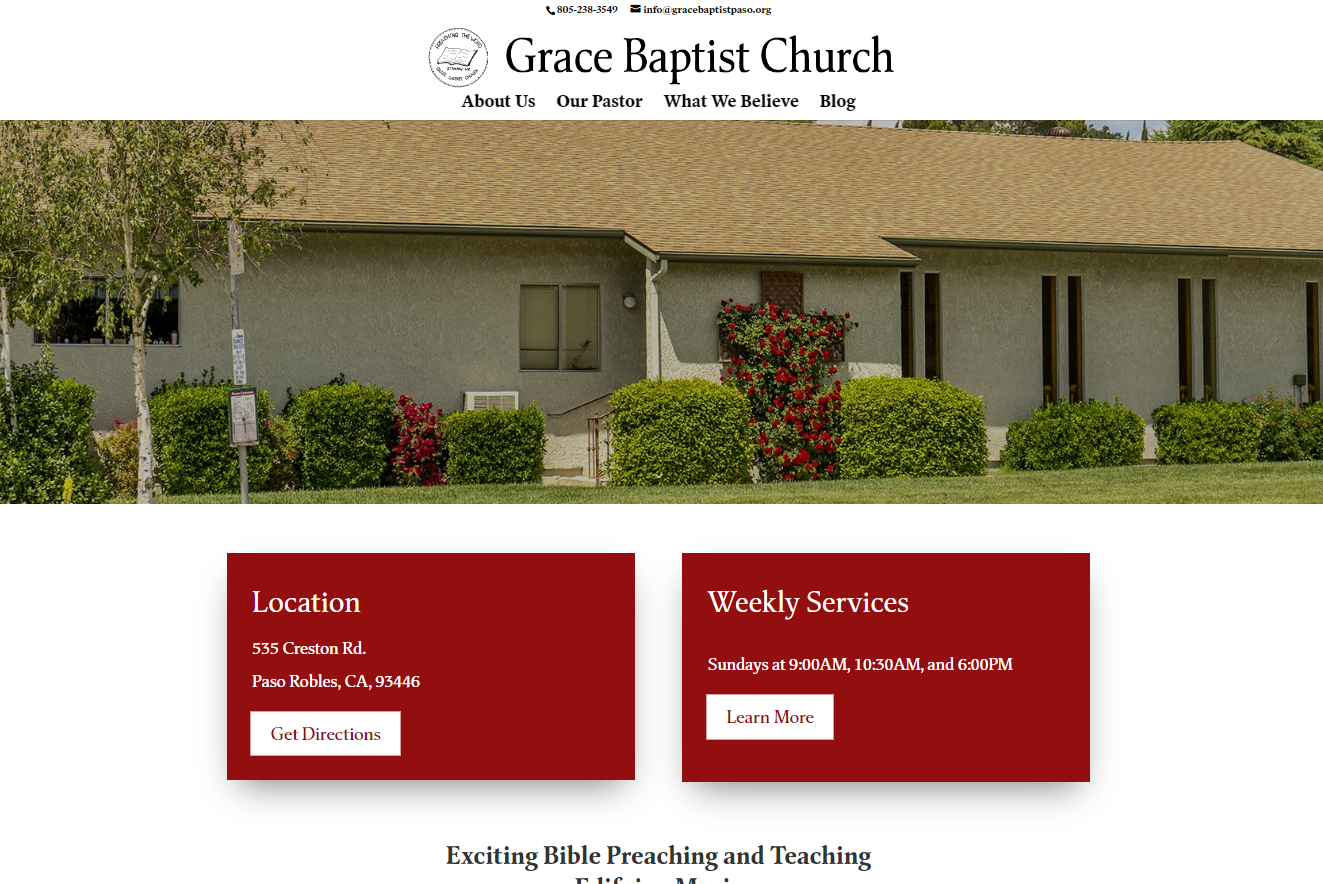 805-238-3549 info@gracebaptistpaso.org
Grace Baptist Church
About Us Our Pastor What We Believe Blog
Location
535 Creston Rd.
Paso Robles, CA, 93446
Get Directions
Weekly Services
Sundays at 9:00AM, 10:30AM, and 6:00PM
Learn More
Exciting Bible Preaching and Teaching